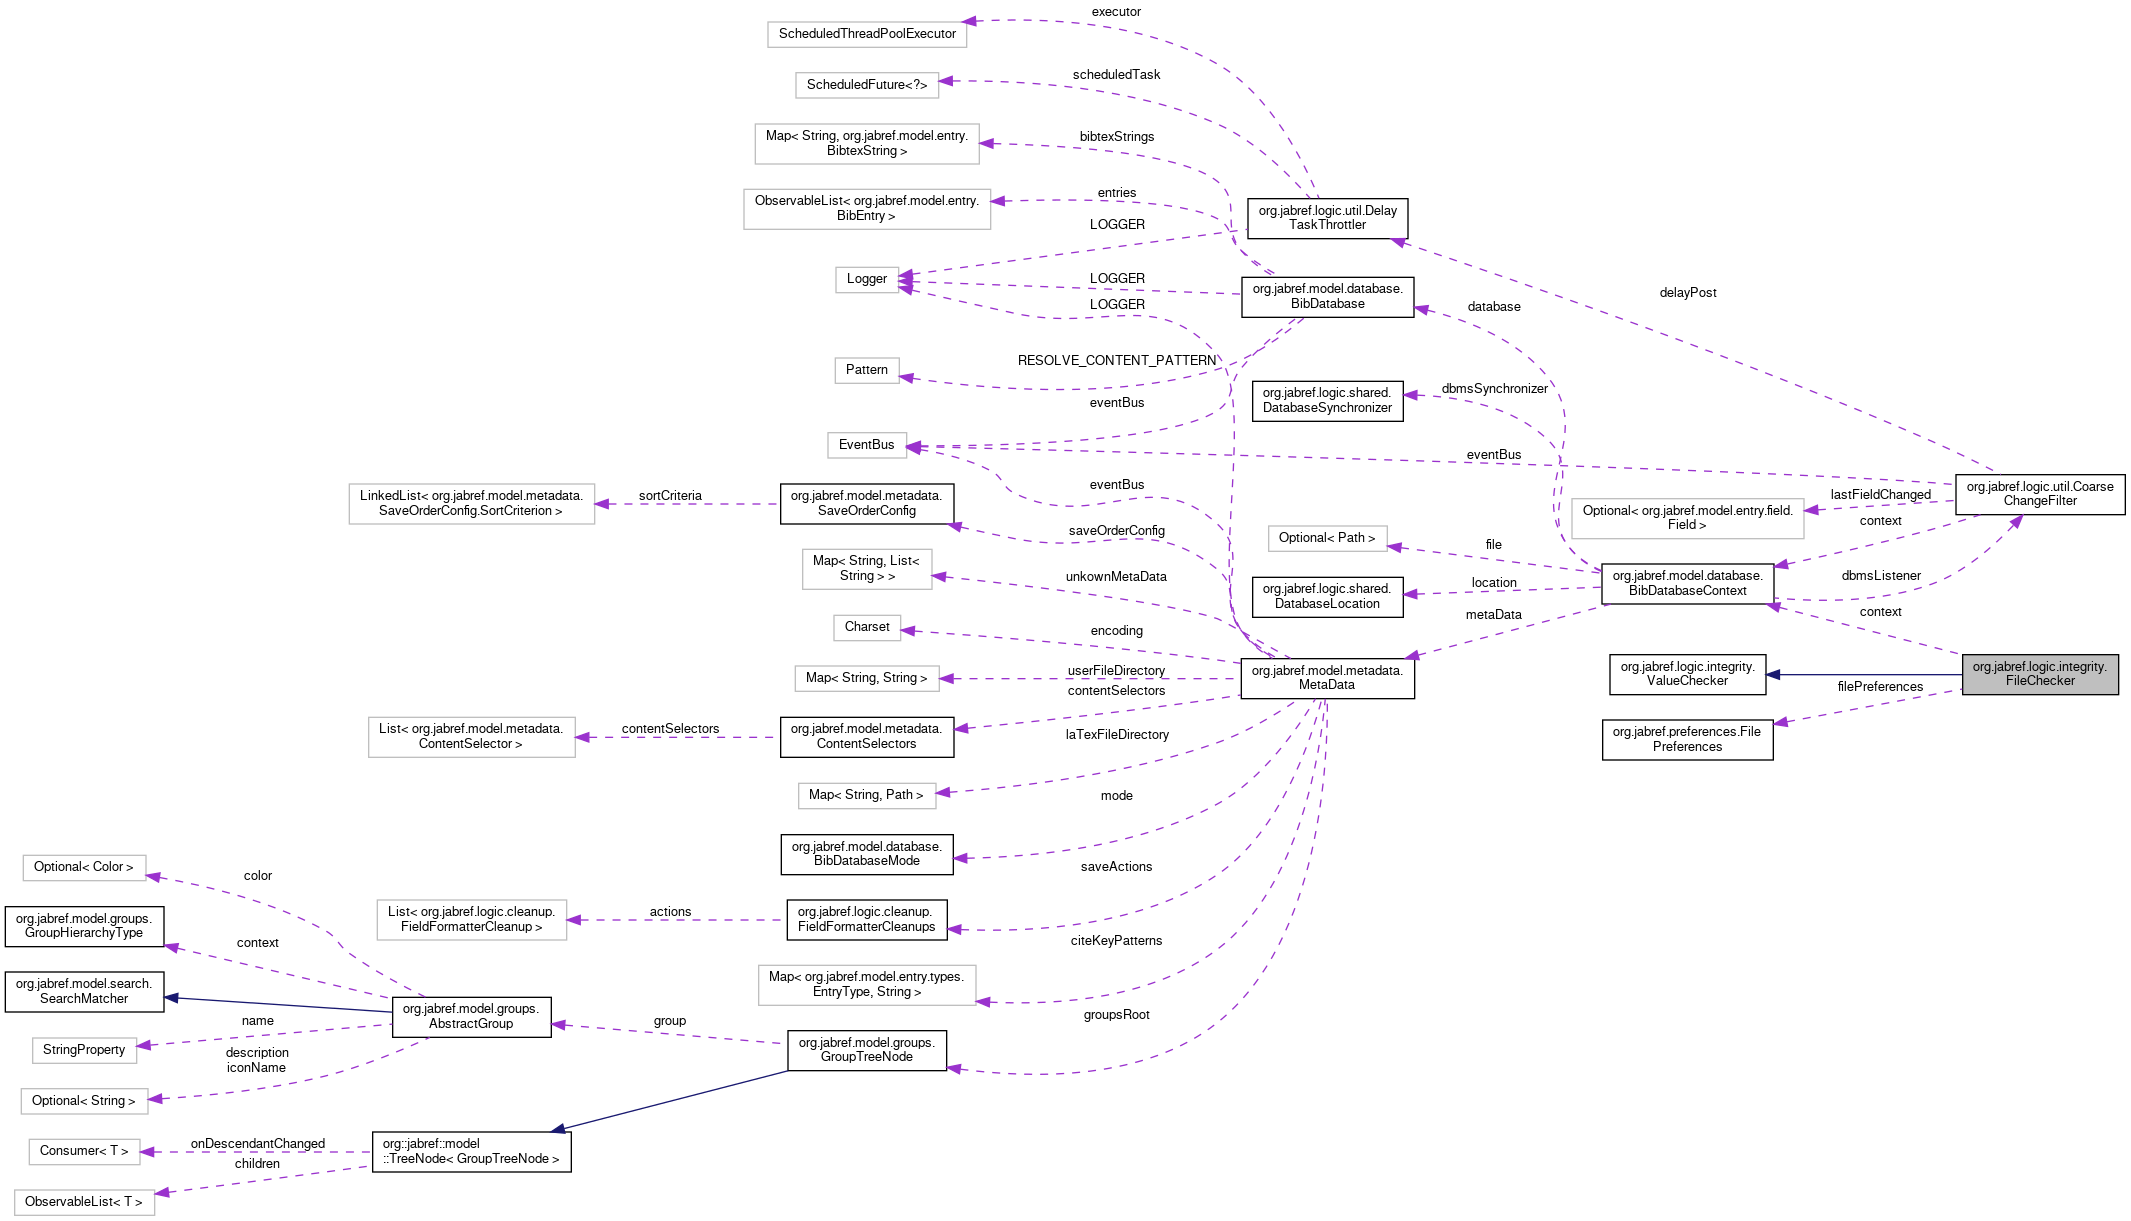 executor
ScheduledThreadPoolExecutor
scheduledTask
ScheduledFuture<?>
Map< String, org.jabref.model.entry.
BibtexString >
bibtexStrings
ObservableList< org.jabref.model.entry.
BibEntry >
entries
org.jabref.logic.util.Delay
TaskThrottler
LOGGER
Logger
LOGGER
LOGGER
org.jabref.model.database.
BibDatabase
delayPost
database
Pattern
RESOLVE_CONTENT_PATTERN
eventBus
org.jabref.logic.shared.
DatabaseSynchronizer
dbmsSynchronizer
EventBus
eventBus
eventBus
LinkedList< org.jabref.model.metadata.
SaveOrderConfig.SortCriterion >
sortCriteria
org.jabref.model.metadata.
SaveOrderConfig
saveOrderConfig
Optional< org.jabref.model.entry.field.
Field >
lastFieldChanged
org.jabref.logic.util.Coarse
ChangeFilter
context
Optional< Path >
file
Map< String, List<
String > >
unkownMetaData
org.jabref.logic.shared.
DatabaseLocation
location
org.jabref.model.database.
BibDatabaseContext
dbmsListener
context
metaData
Charset
encoding
Map< String, String >
userFileDirectory
org.jabref.model.metadata.
MetaData
org.jabref.logic.integrity.
ValueChecker
org.jabref.logic.integrity.
FileChecker
filePreferences
org.jabref.preferences.File
Preferences
contentSelectors
List< org.jabref.model.metadata.
ContentSelector >
contentSelectors
org.jabref.model.metadata.
ContentSelectors
laTexFileDirectory
Map< String, Path >
mode
org.jabref.model.database.
BibDatabaseMode
saveActions
Optional< Color >
color
List< org.jabref.logic.cleanup.
FieldFormatterCleanup >
actions
org.jabref.logic.cleanup.
FieldFormatterCleanups
org.jabref.model.groups.
GroupHierarchyType
context
citeKeyPatterns
Map< org.jabref.model.entry.types.
EntryType, String >
org.jabref.model.search.
SearchMatcher
org.jabref.model.groups.
AbstractGroup
groupsRoot
name
StringProperty
group
org.jabref.model.groups.
GroupTreeNode
description
iconName
Optional< String >
Consumer< T >
onDescendantChanged
org::jabref::model
::TreeNode< GroupTreeNode >
children
ObservableList< T >